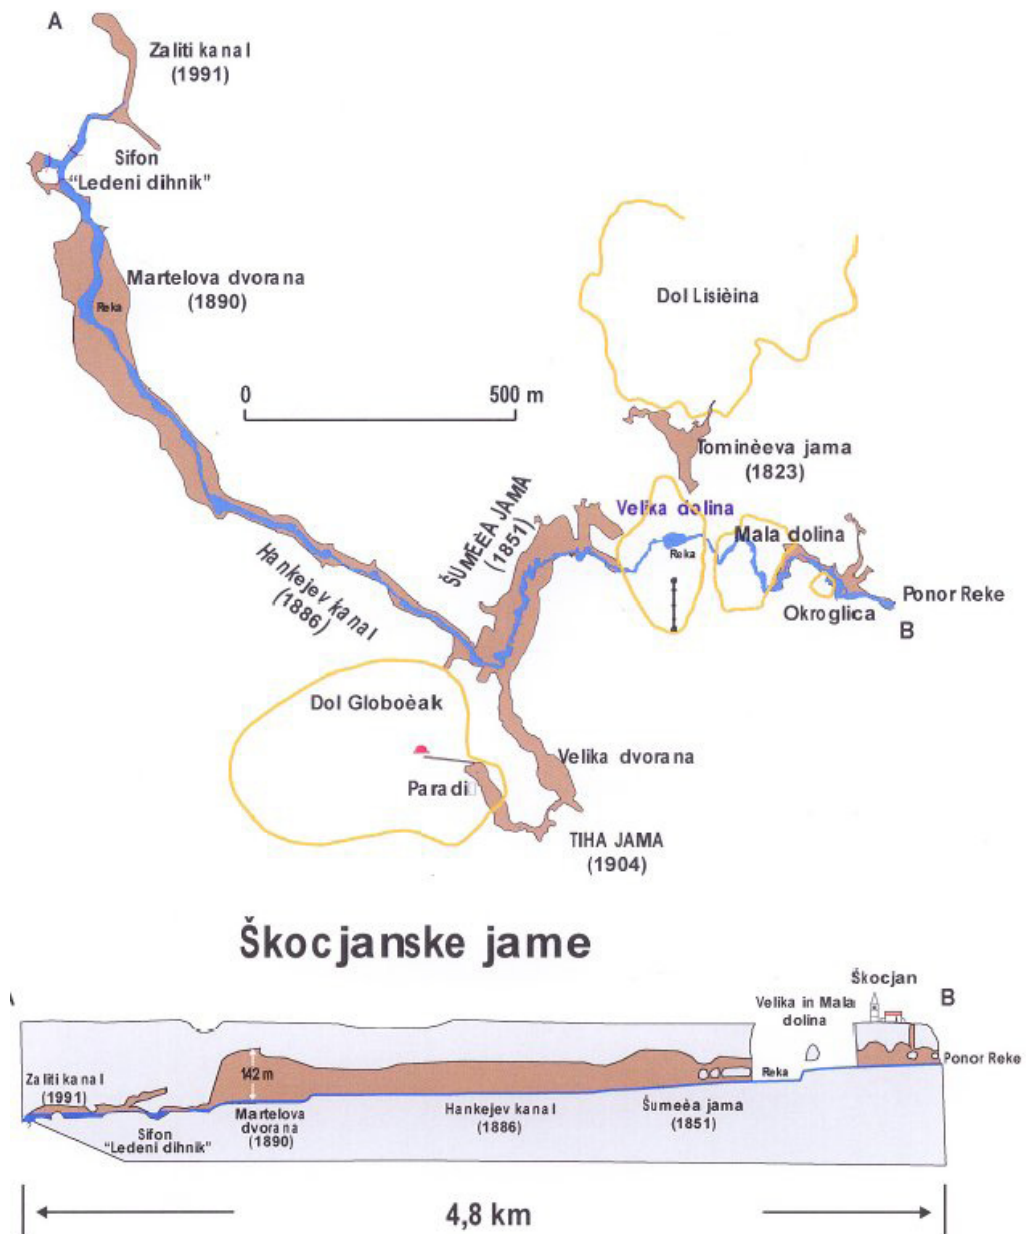 A
Zaliti kanal
(1991)
Sifon
"Ledeni dihnik"
Martelova dvorana
(1890)
Reka
Dol Lisièina
0 500 m
Tominèeva jama
(1823)
Velika dolina
ŠUMEÈA JAMA
(1851)
Mala dolina
Reka
Hankejev kanal
(1886)
Ponor Reke
Okroglica
B
Dol Globoèak
Velika dvorana
Paradi
TIHA JAMA
(1904)
Škocjanske jame
Škocjan
B
Velika in Mala
dolina
142 m
Ponor Reke
Zaliti kanal
(1991)
Reka
Martelova
dvorana
(1890)
Hankejev kanal
(1886)
Šumeèa jama
(1851)
Sifon
"Ledeni dihnik"
4,8 km